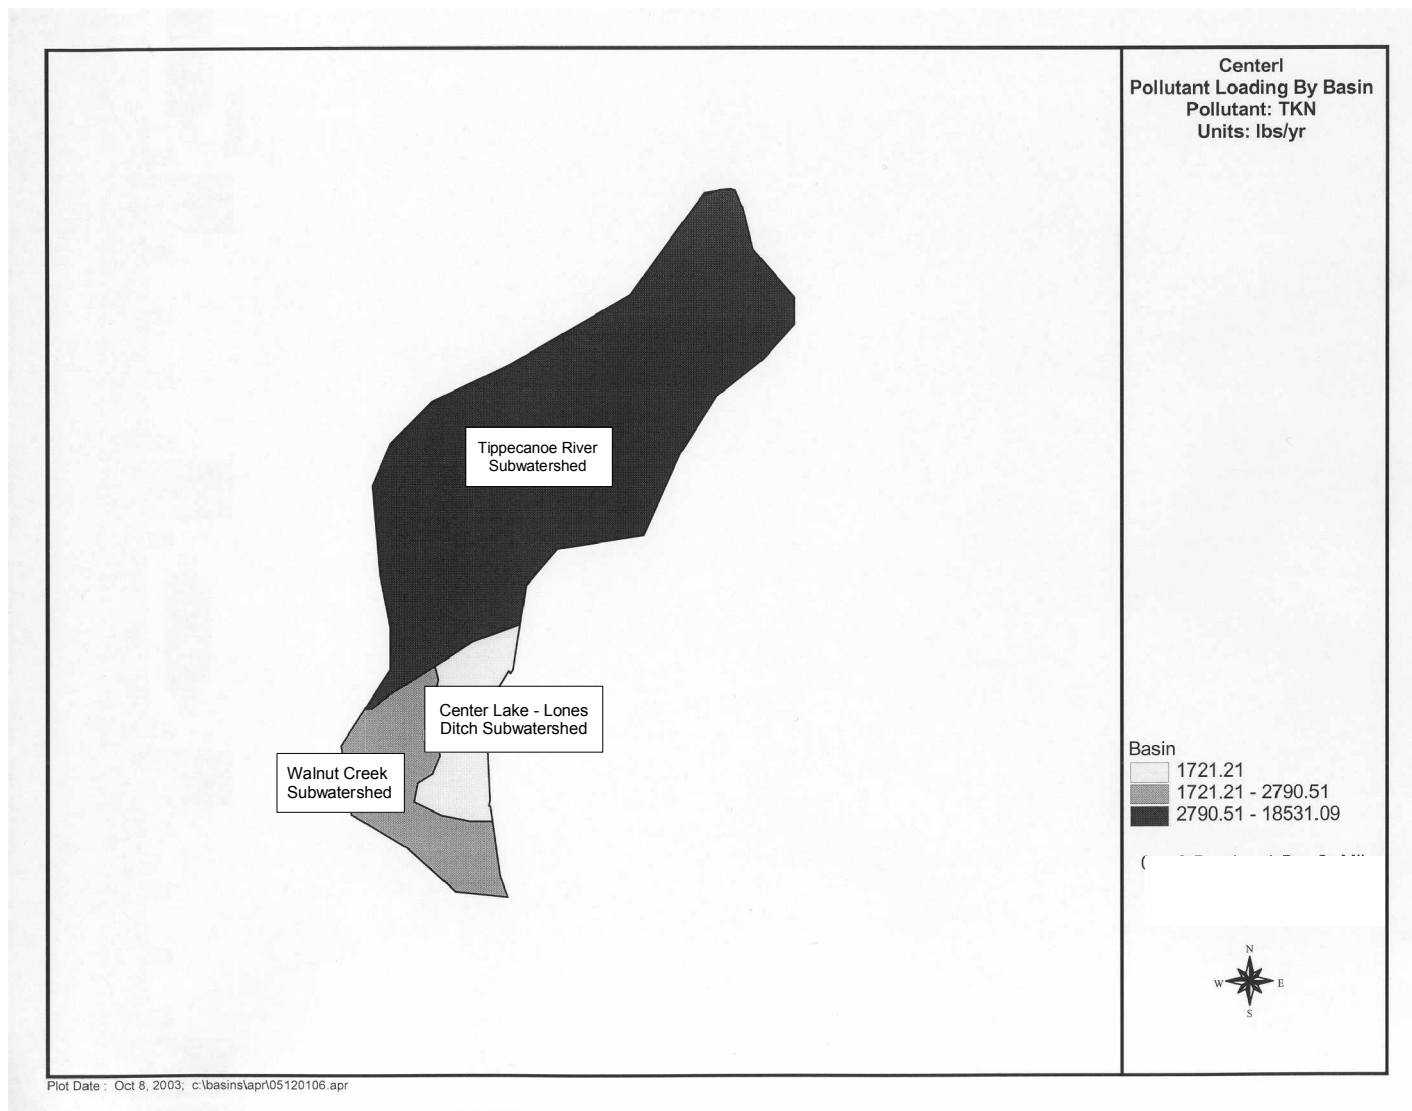 Centerl
Pollutant Loading By Basin
Pollutant: TKN
Units: lbs/yr
Tippecanoe River
Subwatershed
Center Lake - Lones
Ditch Subwatershed
Walnut Creek
Subwatershed
Basin
1721.21
1721.21 - 2790.51
2790.51 - 18531.09
N
W
E
S
Plot Date : Oct 8, 2003; c:\basins\apr\05120106.apr